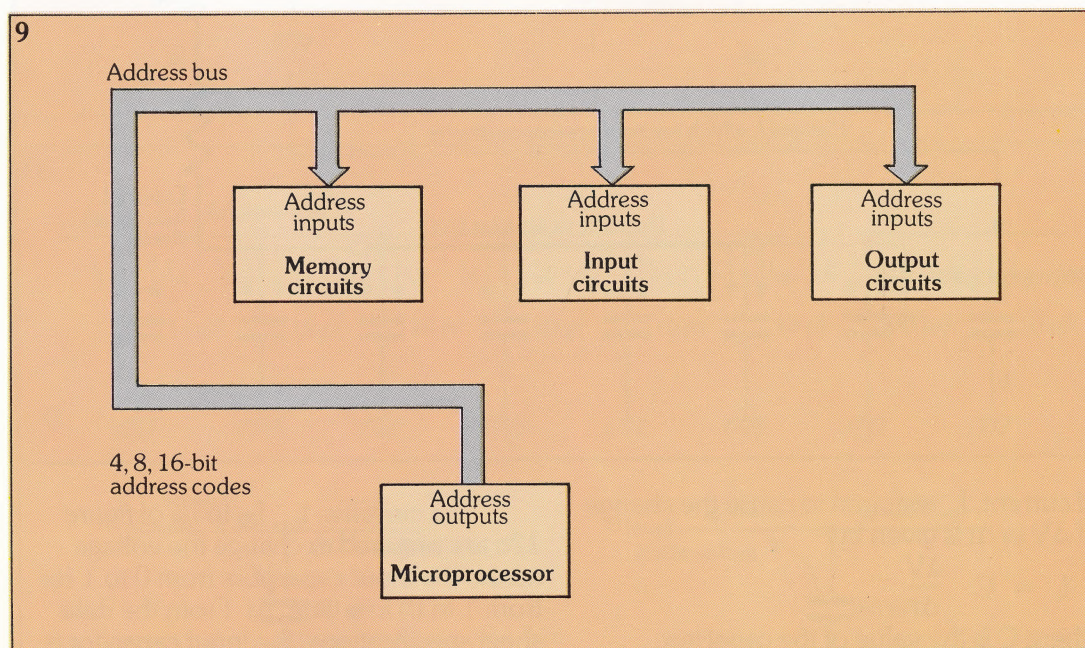 9
Address bus
Address
inputs
Memory
circuits
Address
inputs
Input
circuits
Address
inputs
Output
circuits
4, 8, 16-bit
address codes
Address
outputs
Microprocessor